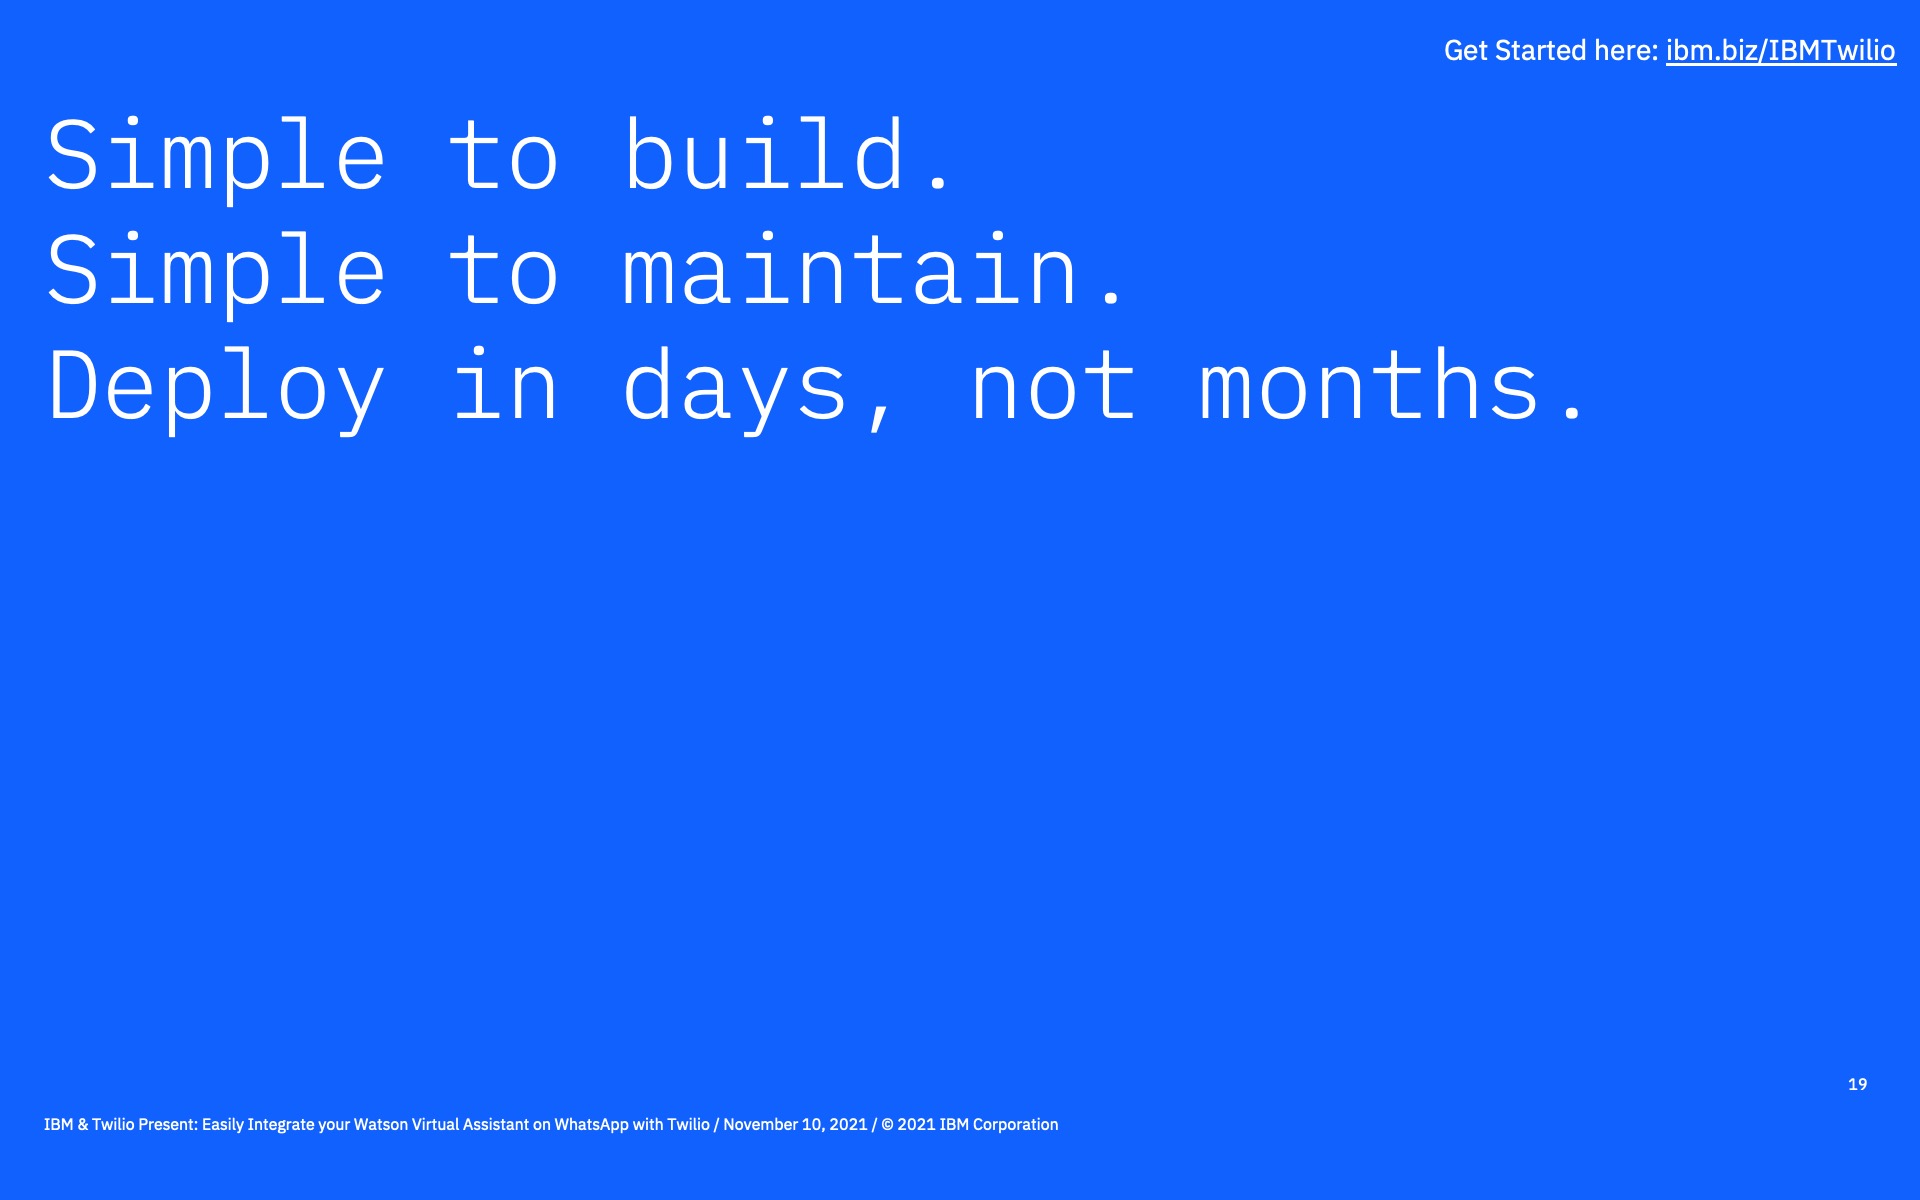 Get Started here: ibm.biz/IBMTwilio
Simple to build.
Simple to maintain.
Deploy in days, not months.
19
IBM & Twilio Present: Easily Integrate your Watson Virtual Assistant on WhatsApp with Twilio / November 10, 2021 / © 2021 IBM Corporation